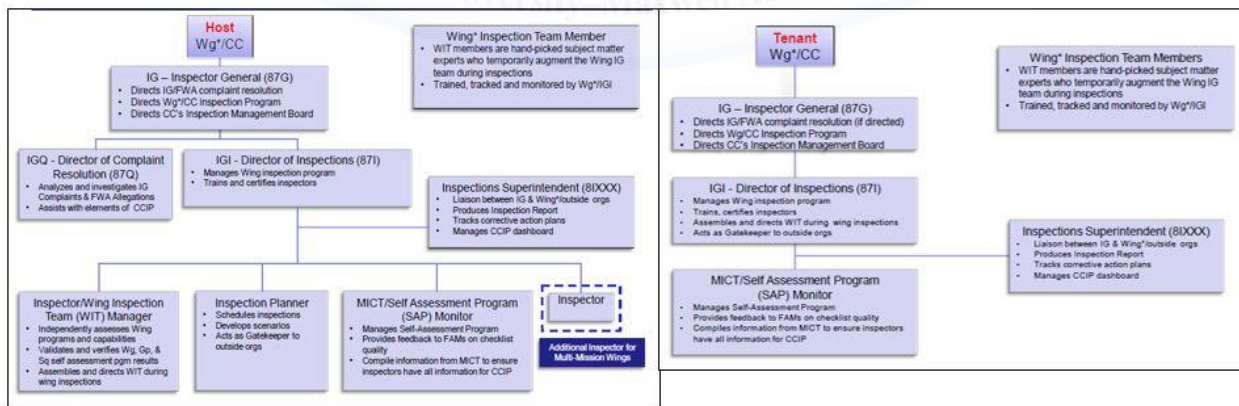 Host
Wg*/CC
Wing* Inspection Team Member
• WIT members are hand-picked subject matter
experts who temporarily augment the Wing IG
team during inspections
• Trained, tracked and monitored by Wg*/IGI
IG – Inspector General (87G)
• Directs IG/FWA complaint resolution
• Directs Wg*/CC Inspection Program
• Directs CC's Inspection Management Board
IGQ - Director of Complaint
Resolution (87Q)
• Analyzes and investigates IG
Complaints & FWA Allegations
• Assists with elements of CCIP
IGI - Director of Inspections (87I)
• Manages Wing inspection program
• Trains and certifies inspectors
Inspections Superintendent (8IXXX)
• Liaison between IG & Wing*/outside orgs
• Produces Inspection Report
• Tracks corrective action plans
• Manages CCIP dashboard
Inspector/Wing Inspection
Team (WIT) Manager
• Independently assesses Wing
programs and capabilities
• Validates and verifies Wg, Gp, &
Sq self assessment pgm results
• Assembles and directs WIT during
wing inspections
Inspection Planner
• Schedules inspections
• Develops scenarios
• Acts as Gatekeeper to
outside orgs
MICT/Self Assessment Program
(SAP) Monitor
• Manages Self-Assessment Program
• Provides feedback to FAMs on checklist
quality
• Compile information from MICT to ensure
inspectors have all information for CCIP
Inspector
Additional Inspector for
Multi-Mission Wings
Tenant
Wg*/CC
Wing* Inspection Team Members
• WIT members are hand-picked subject matter
experts who temporarily augment the Wing IG
team during inspections
• Trained, tracked and monitored by Wg*/IGI
IG – Inspector General (87G)
• Directs IG/FWA complaint resolution (if directed)
• Directs Wg/CC Inspection Program
• Directs CC's Inspection Management Board
IGI - Director of Inspections (87I)
• Manages Wing inspection program
• Trains, certifies inspectors
• Assembles and directs WIT during wing inspections
• Acts as Gatekeeper to outside orgs
Inspections Superintendent (8IXXX)
• Liaison between IG & Wing*/outside orgs
• Produces Inspection Report
• Tracks corrective action plans
• Manages CCIP dashboard
MICT/Self Assessment Program
(SAP) Monitor
• Manages Self-Assessment Program
• Provides feedback to FAMs on checklist quality
• Compiles information from MICT to ensure inspectors
have all information for CCIP